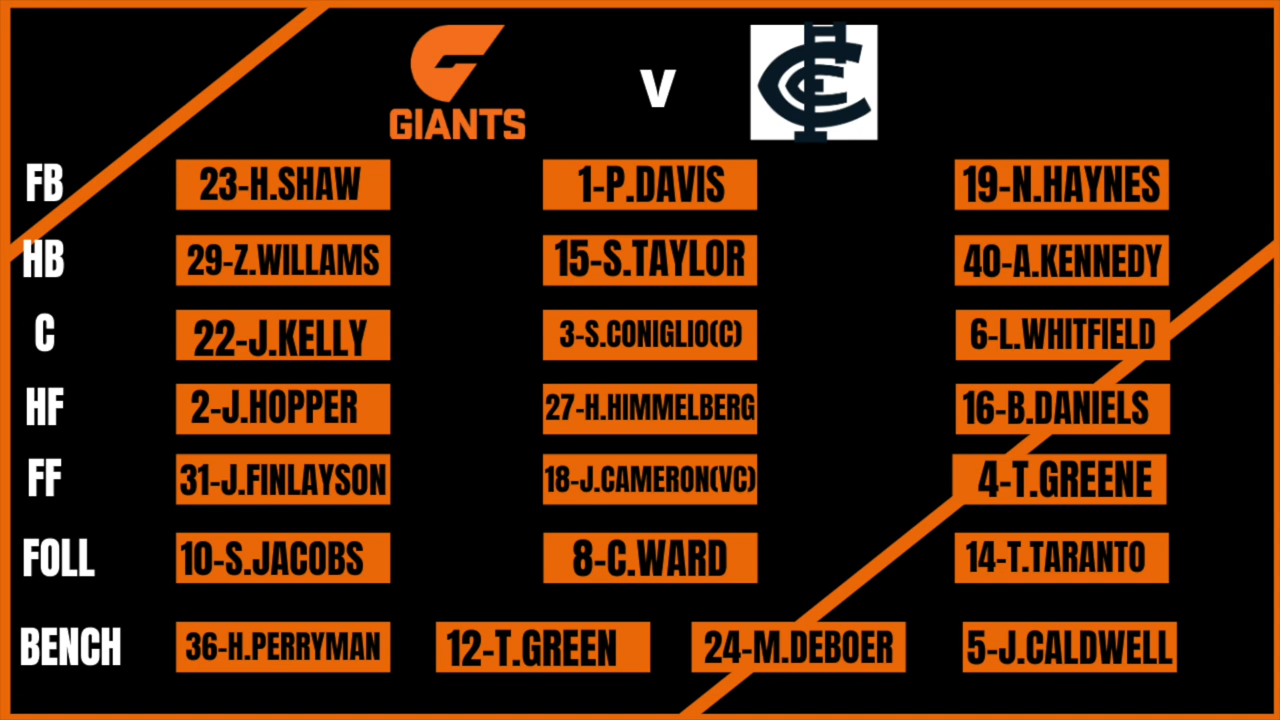 GIANTS V CFC
FB 23-H.SHAW 1-P.DAVIS 19-N.HAYNES
HB 29-Z.WILLAMS 15-S.TAYLOR 40-A.KENNEDY
C 22-J.KELLY 3-S.CONIGLIO(C) 6-L.WHITFIELD
HF 2-J.HOPPER 27-H.HIMMELBERG 16-B.DANIELS
FF 31-J.FINLAYSON 18-J.CAMERON(VC) 4-T.GREENE
FOLL 10-S.JACOBS 8-C.WARD 14-T.TARANTO
BENCH 36-H.PERRYMAN 12-T.GREEN 24-M.DEBOER 5-J.CALDWELL